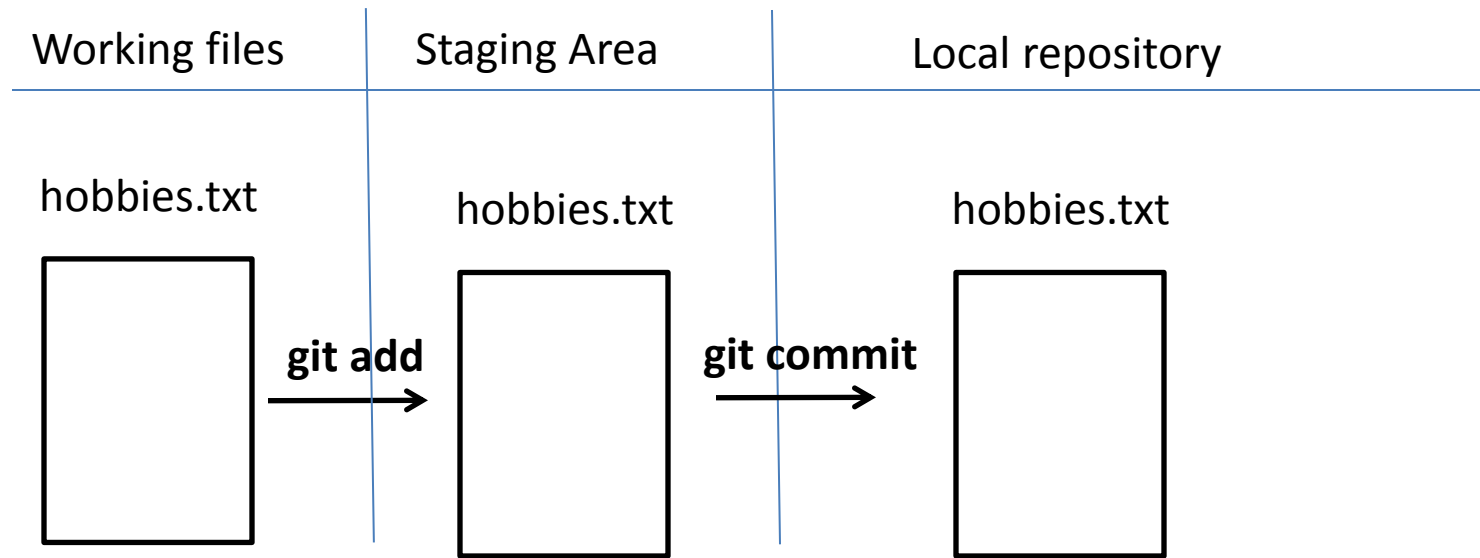 Working files
Staging Area
Local repository
hobbies.txt
hobbies.txt
hobbies.txt
git add
git commit